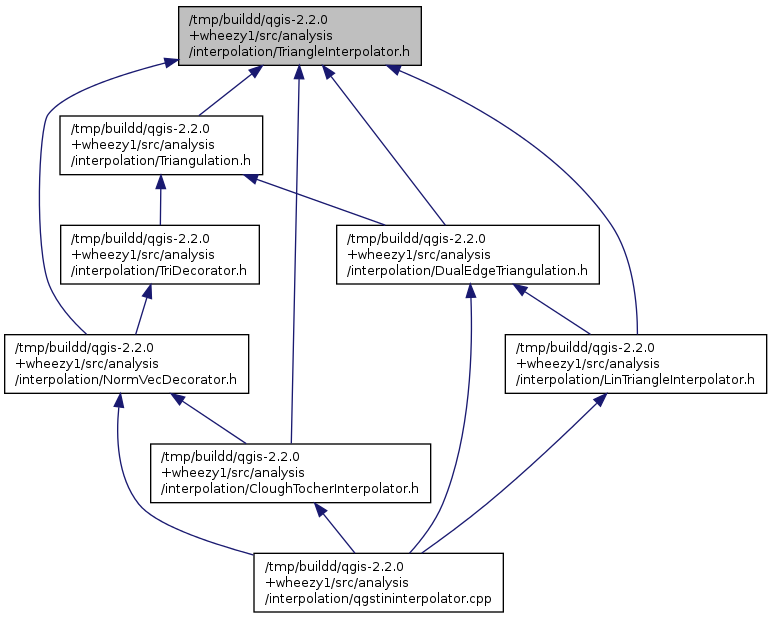 /tmp/buildd/qgis-2.2.0
+wheezy1/src/analysis
/interpolation/TriangleInterpolator.h
/tmp/buildd/qgis-2.2.0
+wheezy1/src/analysis
/interpolation/Triangulation.h
/tmp/buildd/qgis-2.2.0
+wheezy1/src/analysis
/interpolation/TriDecorator.h
/tmp/buildd/qgis-2.2.0
+wheezy1/src/analysis
/interpolation/DualEdgeTriangulation.h
/tmp/buildd/qgis-2.2.0
+wheezy1/src/analysis
/interpolation/NormVecDecorator.h
/tmp/buildd/qgis-2.2.0
+wheezy1/src/analysis
/interpolation/LinTriangleInterpolator.h
/tmp/buildd/qgis-2.2.0
+wheezy1/src/analysis
/interpolation/CloughTocherInterpolator.h
/tmp/buildd/qgis-2.2.0
+wheezy1/src/analysis
/interpolation/qgstininterpolator.cpp